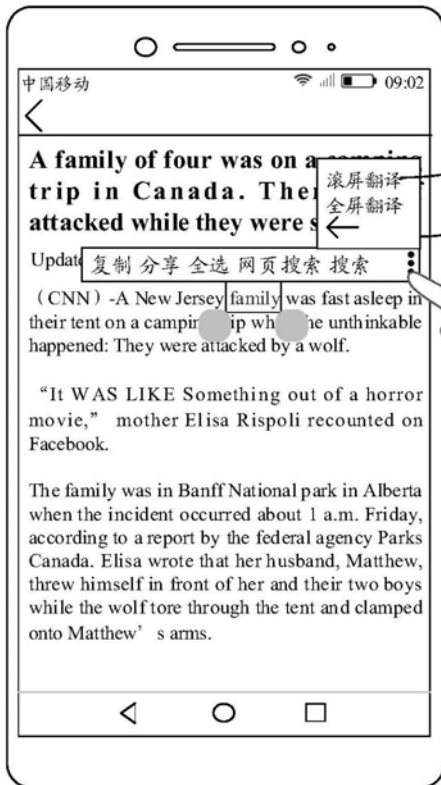 中国移动 09:02
A family of four was on a camping
trip in Canada. The
attacked while they were s
滚屏翻译
全屏翻译
Updat
复制 分享 全选 网页搜索 搜索
（CNN）-A New Jersey family was fast asleep in
their tent on a campin ip wh he unthinkable
happened: They were attacked by a wolf.
“It WAS LIKE Something out of a horror
movie,” mother Elisa Rispoli recounted on
Facebook.
The family was in Banff National park in Alberta
when the incident occurred about 1 a.m. Friday,
according to a report by the federal agency Parks
Canada. Elisa wrote that her husband, Matthew,
threw himself in front of her and their two boys
while the wolf tore through the tent and clamped
onto Matthew’ s arms.